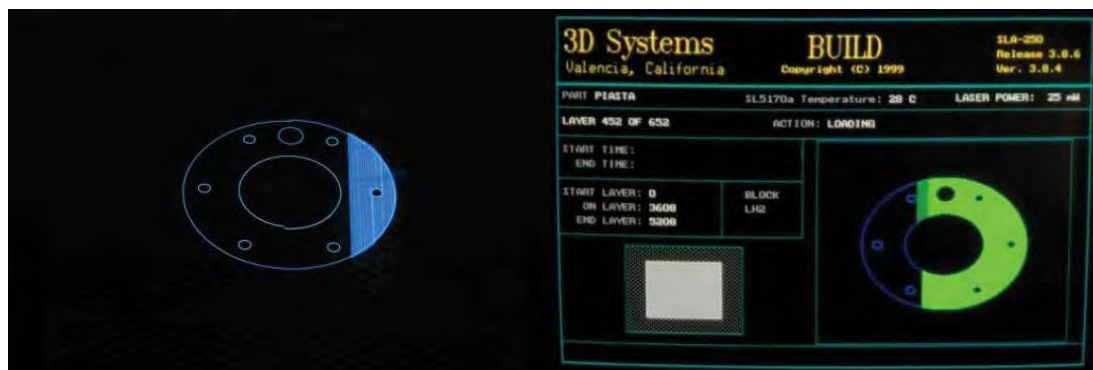 3D Systems
Valencia, California
BUILD
Copyright (C) 1999
SLA-250
Release 3.8.6
Ver. 3.8.4
PART PIASTA
SL5170a Temperature: 28 C
LASER POWER: 25 mW
LAYER 452 OF 652
ACTION: LOADING
START TIME:
END TIME:
START LAYER: 0
ON LAYER: 3608
END LAYER: 5208
BLOCK
LH2